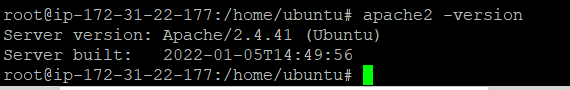 root@ip-172-31-22-177:/home/ubuntu# apache2 -version
Server version: Apache/2.4.41 (Ubuntu)
Server built:   2022-01-05T14:49:56
root@ip-172-31-22-177:/home/ubuntu#